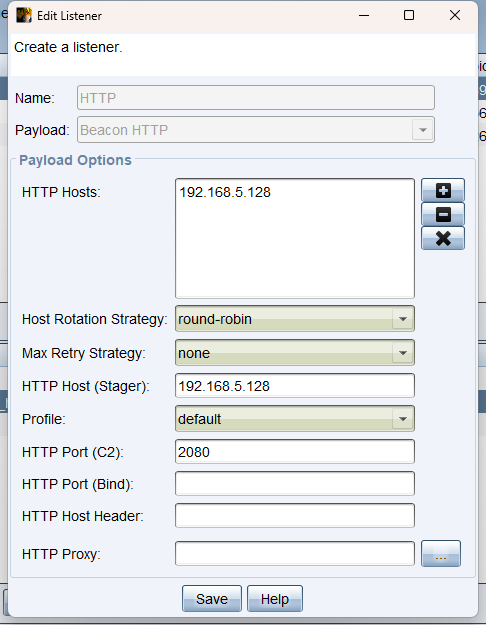 Edit Listener
Create a listener.
Name: HTTP
Payload: Beacon HTTP
Payload Options
HTTP Hosts: 192.168.5.128
Host Rotation Strategy: round-robin
Max Retry Strategy: none
HTTP Host (Stager): 192.168.5.128
Profile: default
HTTP Port (C2): 2080
HTTP Port (Bind):
HTTP Host Header:
HTTP Proxy: ...
Save Help